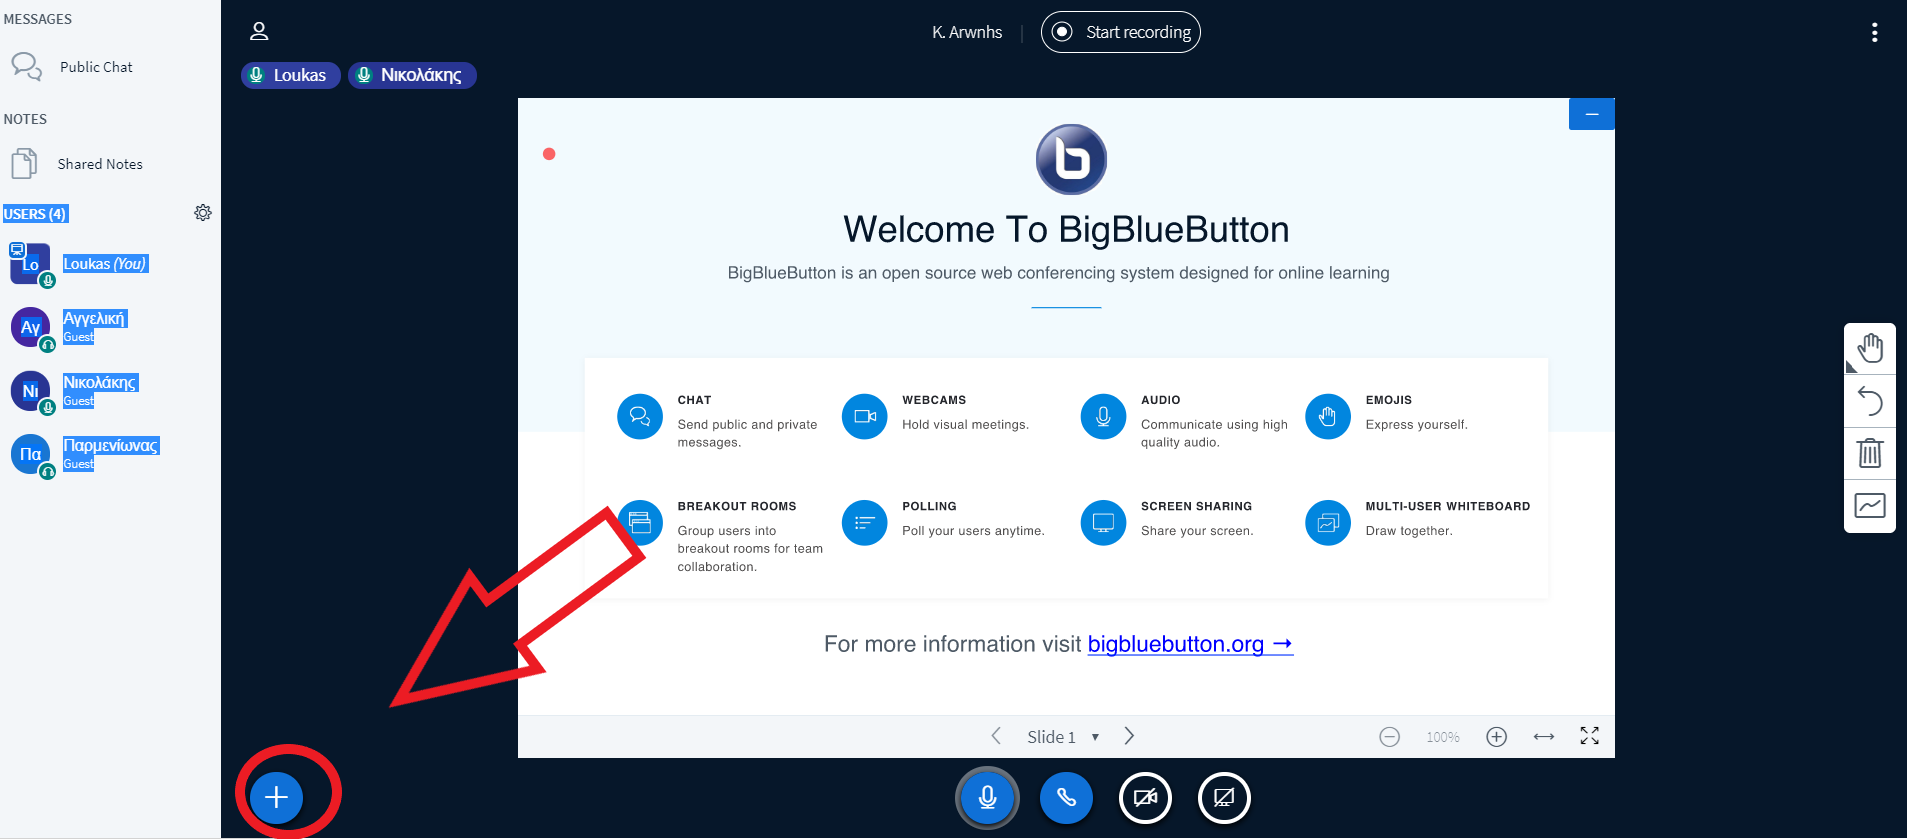 MESSAGES
Public Chat
NOTES
Shared Notes
USERS (4)
Lo
Loukas (You)
Αγ
Αγγελική
Guest
Νι
Νικολάκης
Guest
Πα
Παρμενίωνας
Guest
K. Arwnhs
Start recording
Loukas
Νικολάκης
Welcome To BigBlueButton
BigBlueButton is an open source web conferencing system designed for online learning
CHAT
Send public and private
messages.
WEBCAMS
Hold visual meetings.
AUDIO
Communicate using high
quality audio.
EMOJIS
Express yourself.
BREAKOUT ROOMS
Group users into
breakout rooms for team
collaboration.
POLLING
Poll your users anytime.
SCREEN SHARING
Share your screen.
MULTI-USER WHITEBOARD
Draw together.
For more information visit bigbluebutton.org →
Slide 1
100%